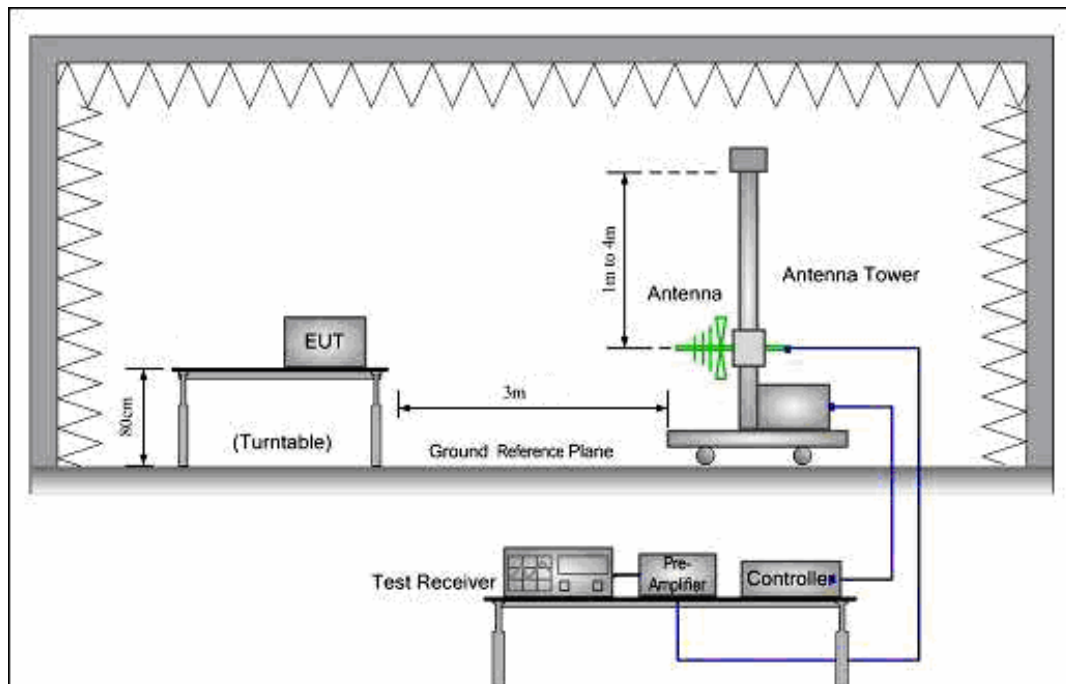 1m to 4m
Antenna Tower
Antenna
EUT
3m
80cm
(Turntable)
Ground Reference Plane
Test Receiver
Pre-
Amplifier
Controller